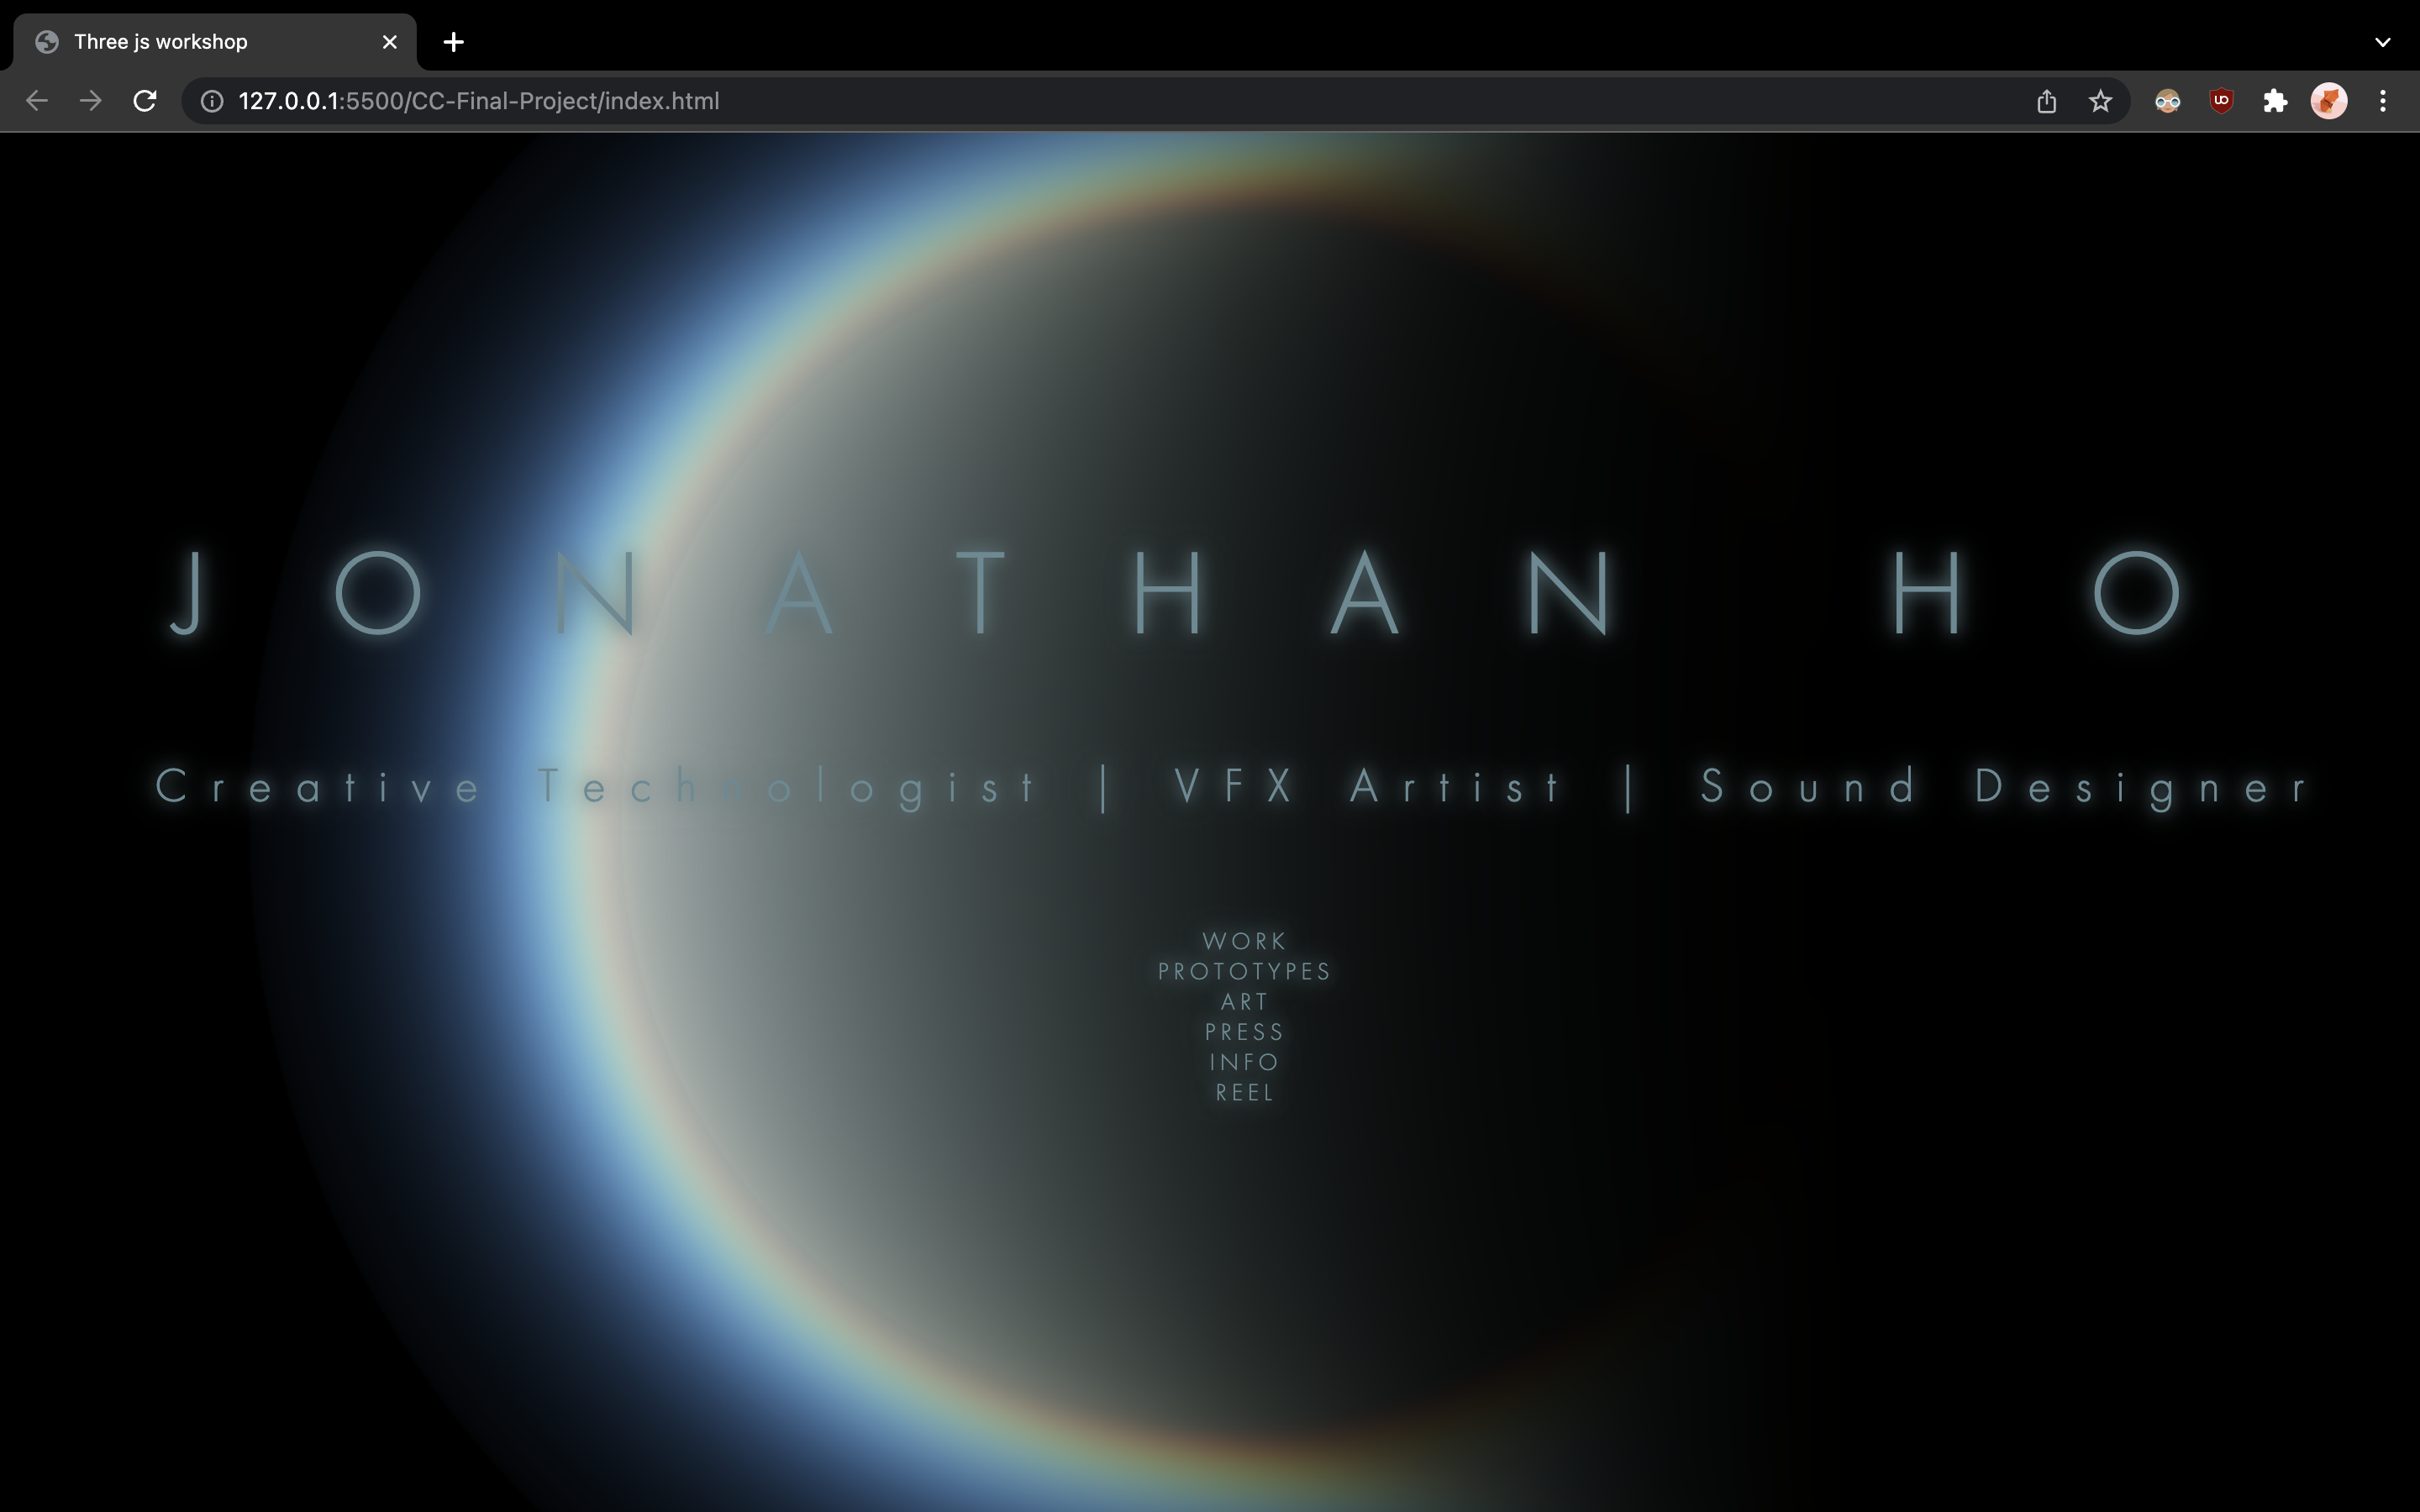 Three js workshop
127.0.0.1:5500/CC-Final-Project/index.html
JONATHAN HO
Creative Technologist | VFX Artist | Sound Designer
WORK
PROTOTYPES
ART
PRESS
INFO
REEL